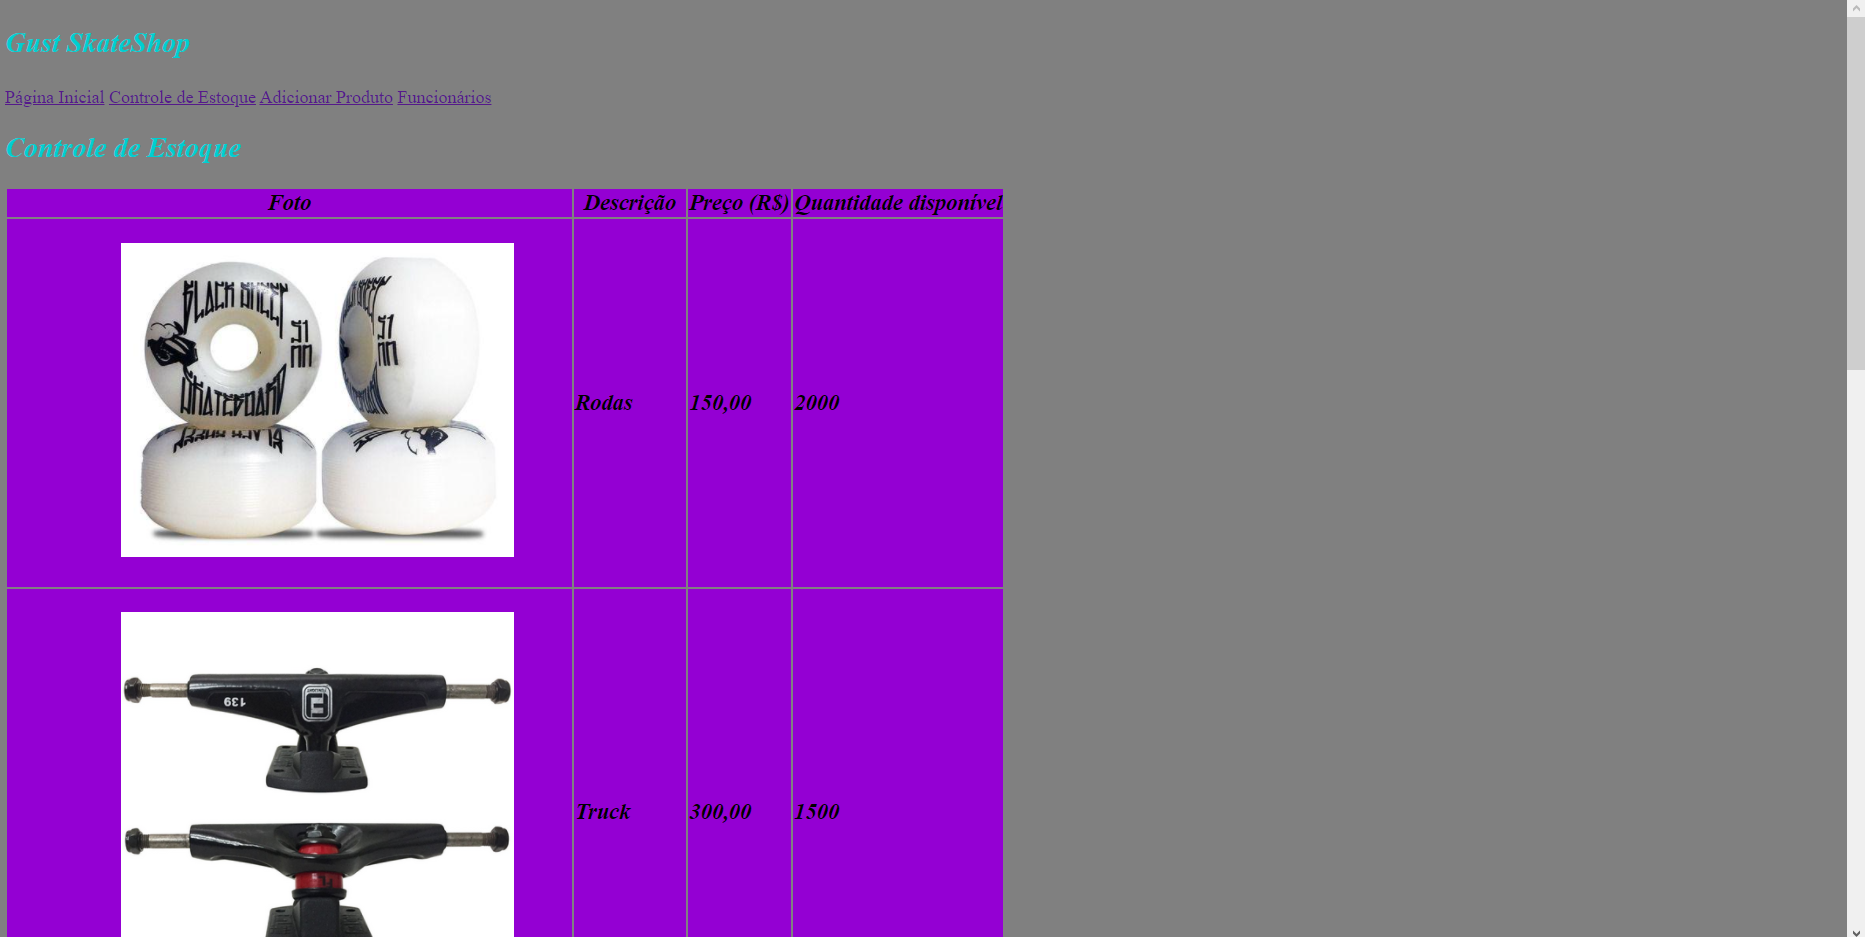 Gust SkateShop
Página Inicial Controle de Estoque Adicionar Produto Funcionários
Controle de Estoque
Foto Descrição Preço (R$) Quantidade disponível
BLACK SHEEP
51
MM
SKATEBOARD
Rodas 150,00 2000
139
Truck 300,00 1500